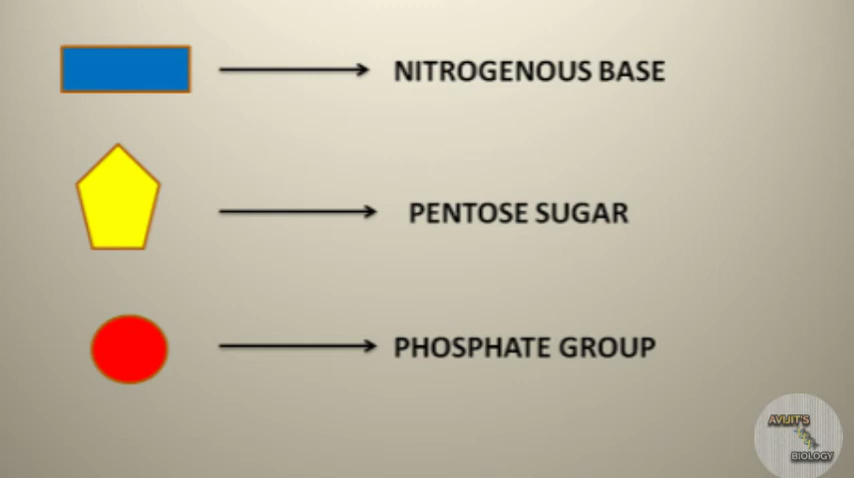 NITROGENOUS BASE
PENTOSE SUGAR
PHOSPHATE GROUP
AVIJIT'S
BIOLOGY